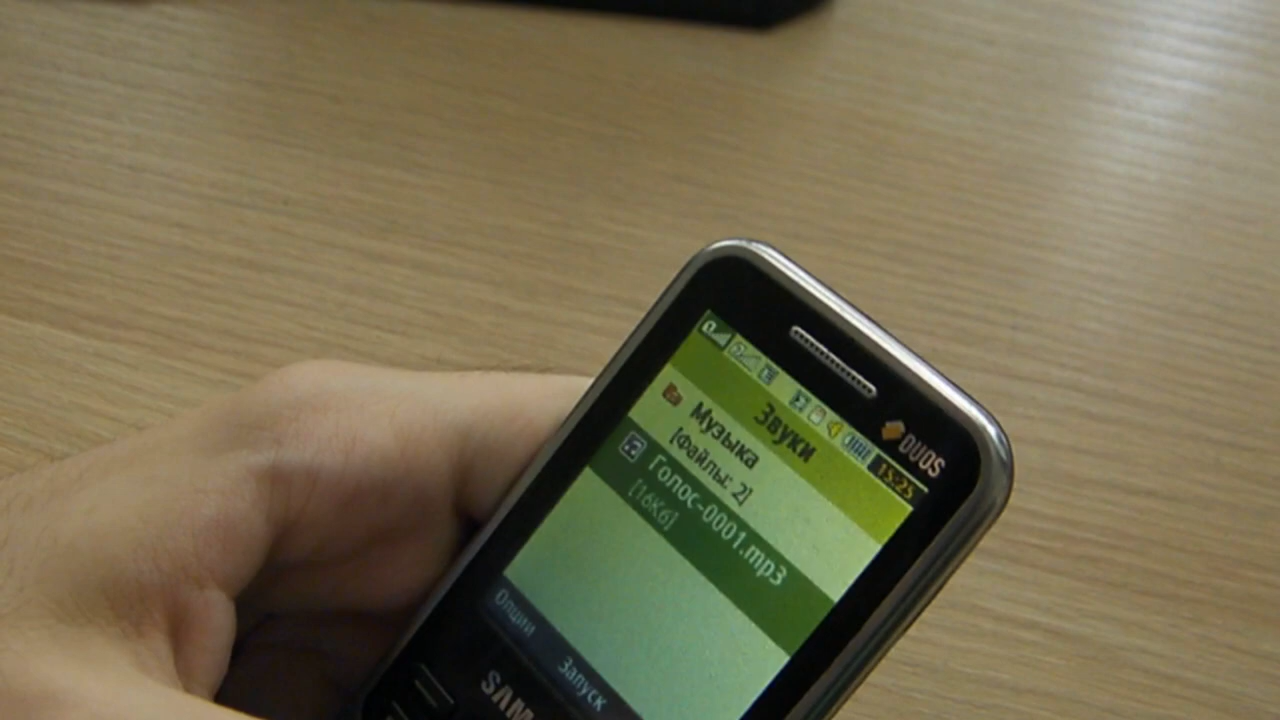 DUOS
15:25
Звуки
Музыка
[Файлы: 2]
Голос-0001.mp3
[16Кб]
Опции
Запуск
SAM